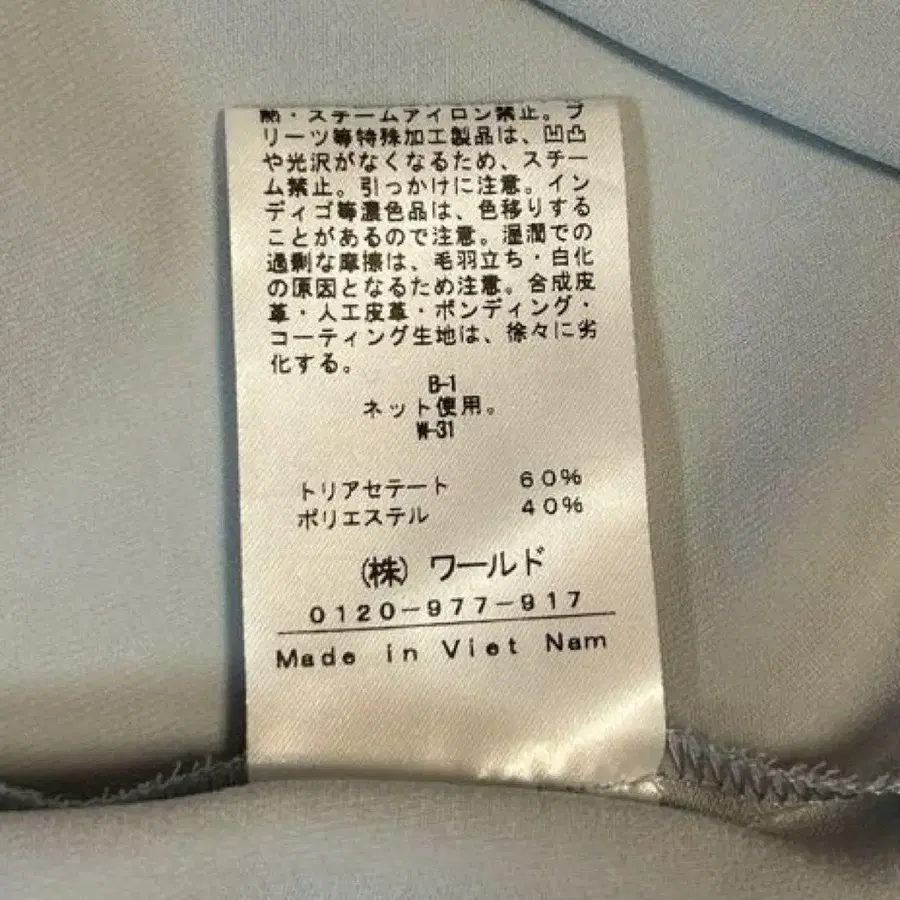 熱・スチームアイロン禁止。プ
リーツ等特殊加工製品は、凹凸
や光沢がなくなるため、スチー
ム禁止。引っかけに注意。イン
ディゴ等濃色品は、色移りする
ことがあるので注意。湿潤での
過剰な摩擦は、毛羽立ち・白化
の原因となるため注意。合成皮
革・人工皮革・ボンディング・
コーティング生地は、徐々に劣
化する。
B-1
ネット使用。
W-31
トリアセテート 60%
ポリエステル 40%
(株)ワールド
0120-977-917
Made in Viet Nam